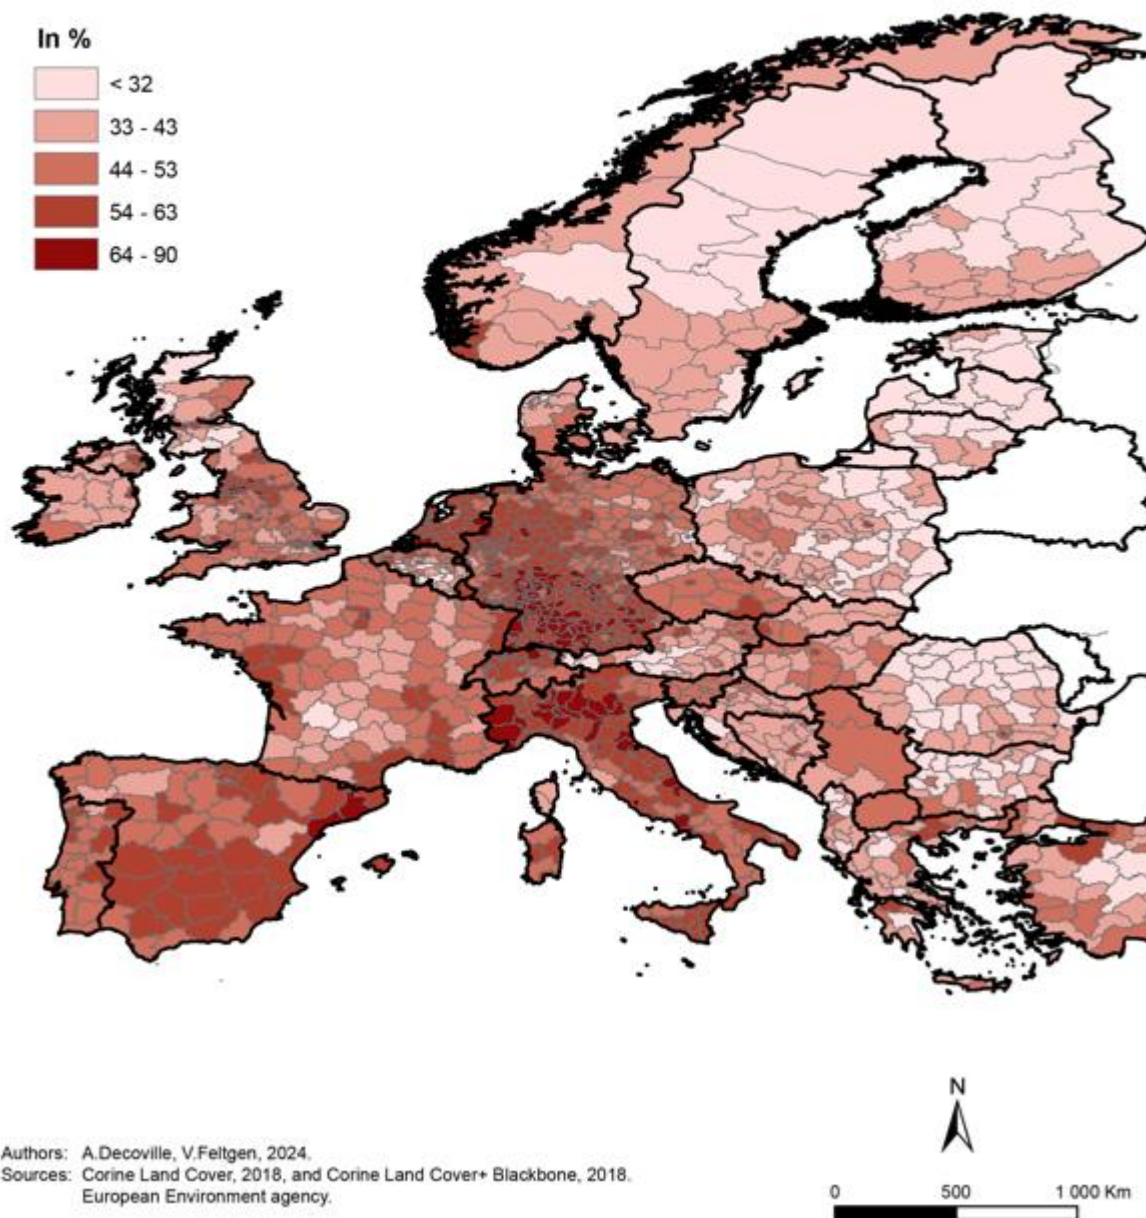 In %
< 32
33 - 43
44 - 53
54 - 63
64 - 90
N
Authors: A.Decoville, V.Feltgen, 2024.
Sources: Corine Land Cover, 2018, and Corine Land Cover+ Backbone, 2018.
European Environment agency.
0 500 1 000 Km